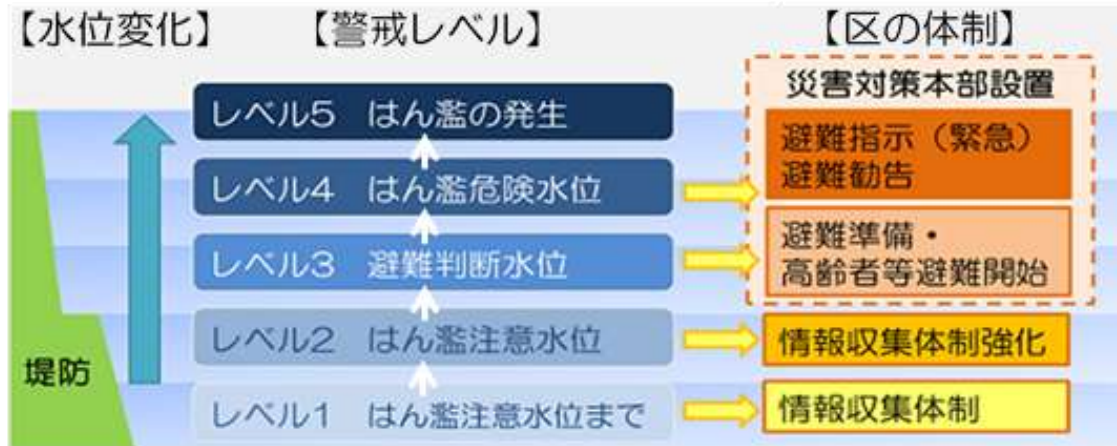 【水位変化】
【警戒レベル】
【区の体制】
災害対策本部設置
レベル5 はん濫の発生
避難指示（緊急）
避難勧告
レベル4 はん濫危険水位
レベル3 避難判断水位
避難準備・
高齢者等避難開始
レベル2 はん濫注意水位
情報収集体制強化
堤防
レベル1 はん濫注意水位まで
情報収集体制